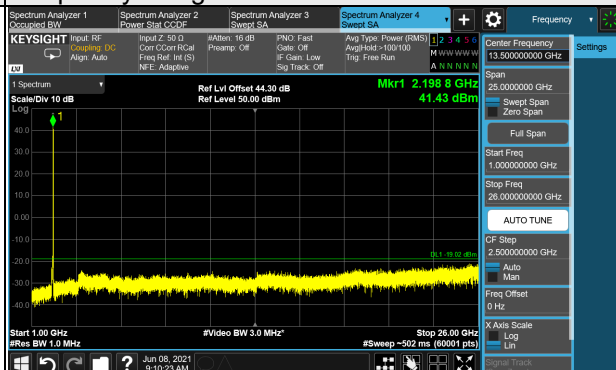 Spectrum Analyzer 1
Occupied BW
Spectrum Analyzer 2
Power Stat CCDF
Spectrum Analyzer 3
Swept SA
Spectrum Analyzer 4
Swept SA
Frequency
KEYSIGHT
Input: RF
Coupling: DC
Align: Auto
Input Z: 50 Ω
Corr CCorr RCal
Freq Ref: Int (S)
NFE: Adaptive
#Atten: 16 dB
Preamp: Off
PNO: Fast
Gate: Off
IF Gain: Low
Sig Track: Off
Avg Type: Power (RMS)
Avg|Hold:>100/100
Trig: Free Run
1 2 3 4 5 6
M W W W W W
A N N N N N
LXI
1 Spectrum
Scale/Div 10 dB
Log
Ref Lvl Offset 44.30 dB
Ref Level 50.00 dBm
Mkr1 2.198 8 GHz
41.43 dBm
1
40.0
30.0
20.0
10.0
0.00
-10.0
-20.0
-30.0
-40.0
DL1 -19.02 dBm
Start 1.00 GHz
#Res BW 1.0 MHz
#Video BW 3.0 MHz*
Stop 26.00 GHz
#Sweep ~502 ms (60001 pts)
Jun 08, 2021
9:10:23 AM
Center Frequency
13.500000000 GHz
Settings
Span
25.0000000 GHz
Swept Span
Zero Span
Full Span
Start Freq
1.000000000 GHz
Stop Freq
26.000000000 GHz
AUTO TUNE
CF Step
2.500000000 GHz
Auto
Man
Freq Offset
0 Hz
X Axis Scale
Log
Lin
Signal Track